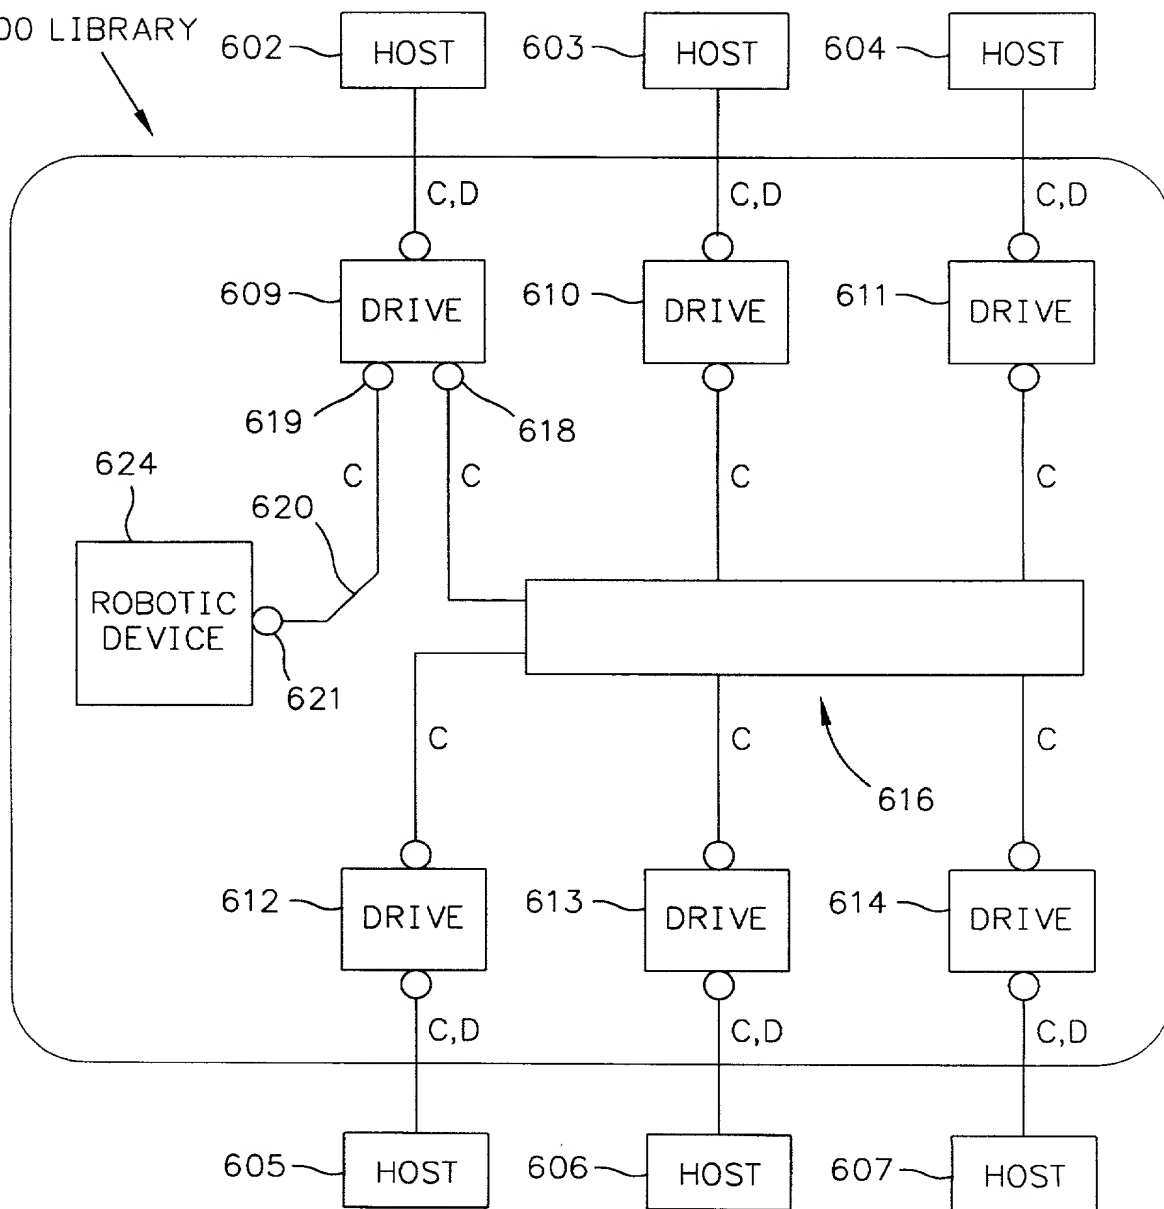 00 LIBRARY
602 HOST 603 HOST 604 HOST
C,D C,D C,D
609 DRIVE 610 DRIVE 611 DRIVE
619 618
624 C C C C
620
ROBOTIC
DEVICE
621
C C C
616
612 DRIVE 613 DRIVE 614 DRIVE
C,D C,D C,D
605 HOST 606 HOST 607 HOST